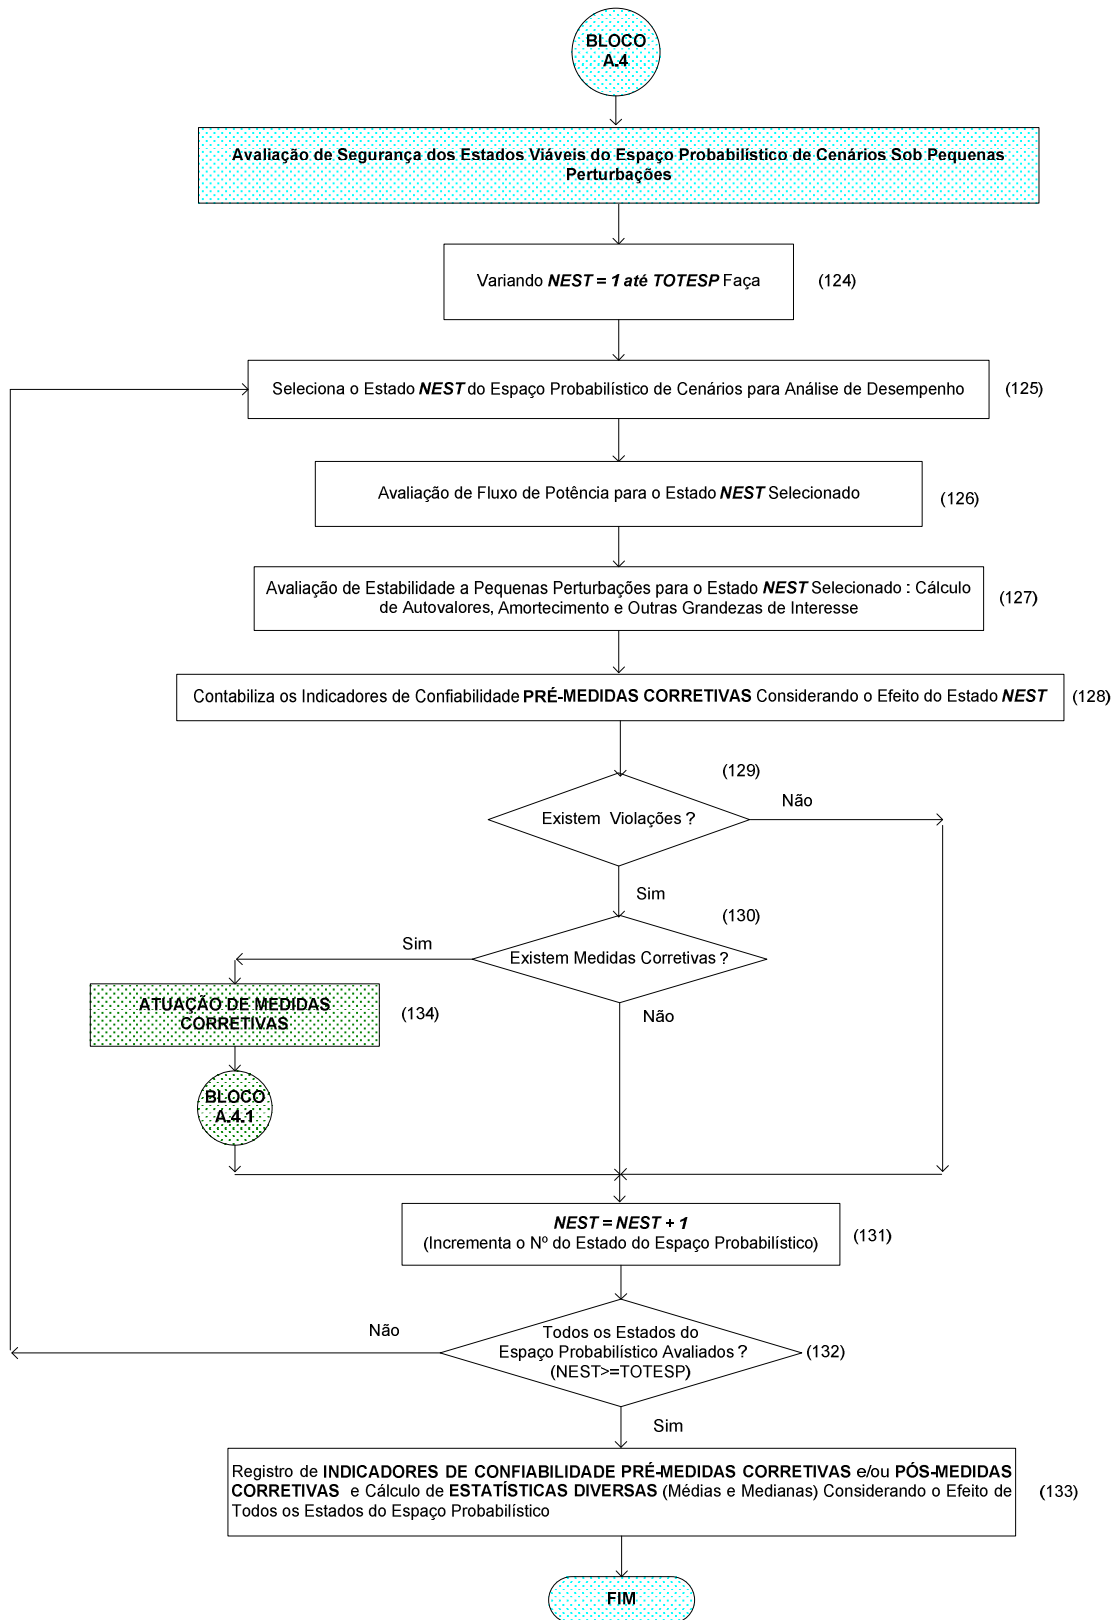 BLOCO
A.4
Avaliação de Segurança dos Estados Viáveis do Espaço Probabilístico de Cenários Sob Pequenas
Perturbações
Variando NEST = 1 até TOTESP Faça
(124)
Seleciona o Estado NEST do Espaço Probabilístico de Cenários para Análise de Desempenho
(125)
Avaliação de Fluxo de Potência para o Estado NEST Selecionado
(126)
Avaliação de Estabilidade a Pequenas Perturbações para o Estado NEST Selecionado : Cálculo
de Autovalores, Amortecimento e Outras Grandezas de Interesse
(127)
Contabiliza os Indicadores de Confiabilidade PRÉ-MEDIDAS CORRETIVAS Considerando o Efeito do Estado NEST
(128)
(129)
Existem Violações ?
Não
Sim
(130)
Existem Medidas Corretivas ?
Sim
Não
ATUAÇÃO DE MEDIDAS
CORRETIVAS
(134)
BLOCO
A.4.1
NEST = NEST + 1
(Incrementa o Nº do Estado do Espaço Probabilístico)
(131)
Todos os Estados do
Espaço Probabilístico Avaliados ?
(NEST>=TOTESP)
(132)
Não
Sim
Registro de INDICADORES DE CONFIABILIDADE PRÉ-MEDIDAS CORRETIVAS e/ou PÓS-MEDIDAS
CORRETIVAS e Cálculo de ESTATÍSTICAS DIVERSAS (Médias e Medianas) Considerando o Efeito de
Todos os Estados do Espaço Probabilístico
(133)
FIM